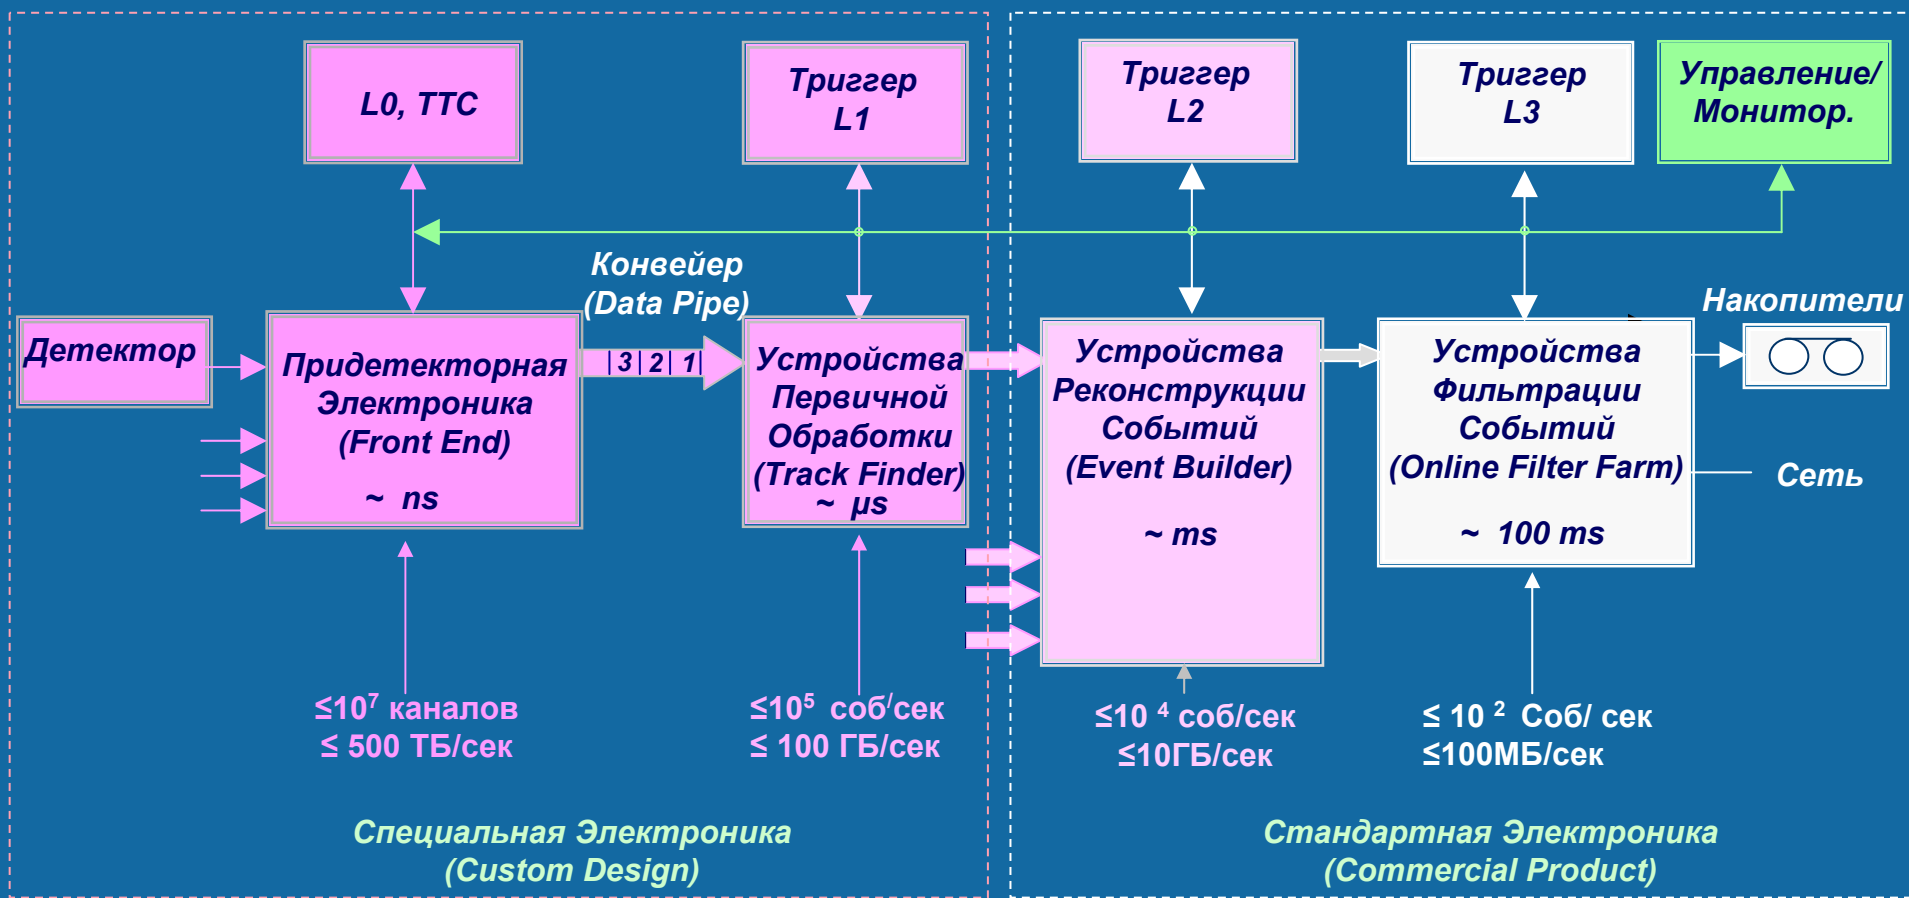 L0, TTC
Триггер
L1
Триггер
L2
Триггер
L3
Управление/
Монитор.
Конвейер
(Data Pipe)
Накопители
Детектор
Придетекторная
Электроника
(Front End)
~ ns
|3|2|1|
Устройства
Первичной
Обработки
(Track Finder)
~ µs
Устройства
Реконструкции
Событий
(Event Builder)
~ ms
Устройства
Фильтрации
Событий
(Online Filter Farm)
~ 100 ms
Сеть
≤10⁷ каналов
≤ 500 ТБ/сек
≤10⁵ соб/сек
≤ 100 ГБ/сек
≤10 ⁴ соб/сек
≤10ГБ/сек
≤ 10 ² Соб/ сек
≤100МБ/сек
Специальная Электроника
(Custom Design)
Стандартная Электроника
(Commercial Product)